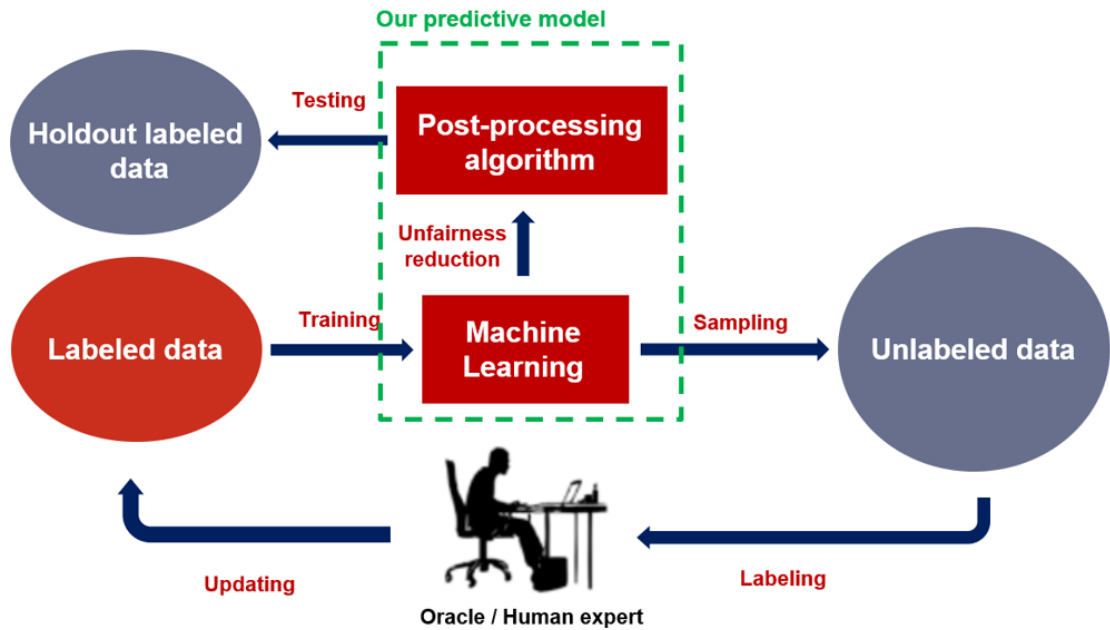 Our predictive model
Testing
Post-processing
algorithm
Holdout labeled
data
Unfairness
reduction
Labeled data
Training
Machine
Learning
Sampling
Unlabeled data
Updating
Labeling
Oracle / Human expert